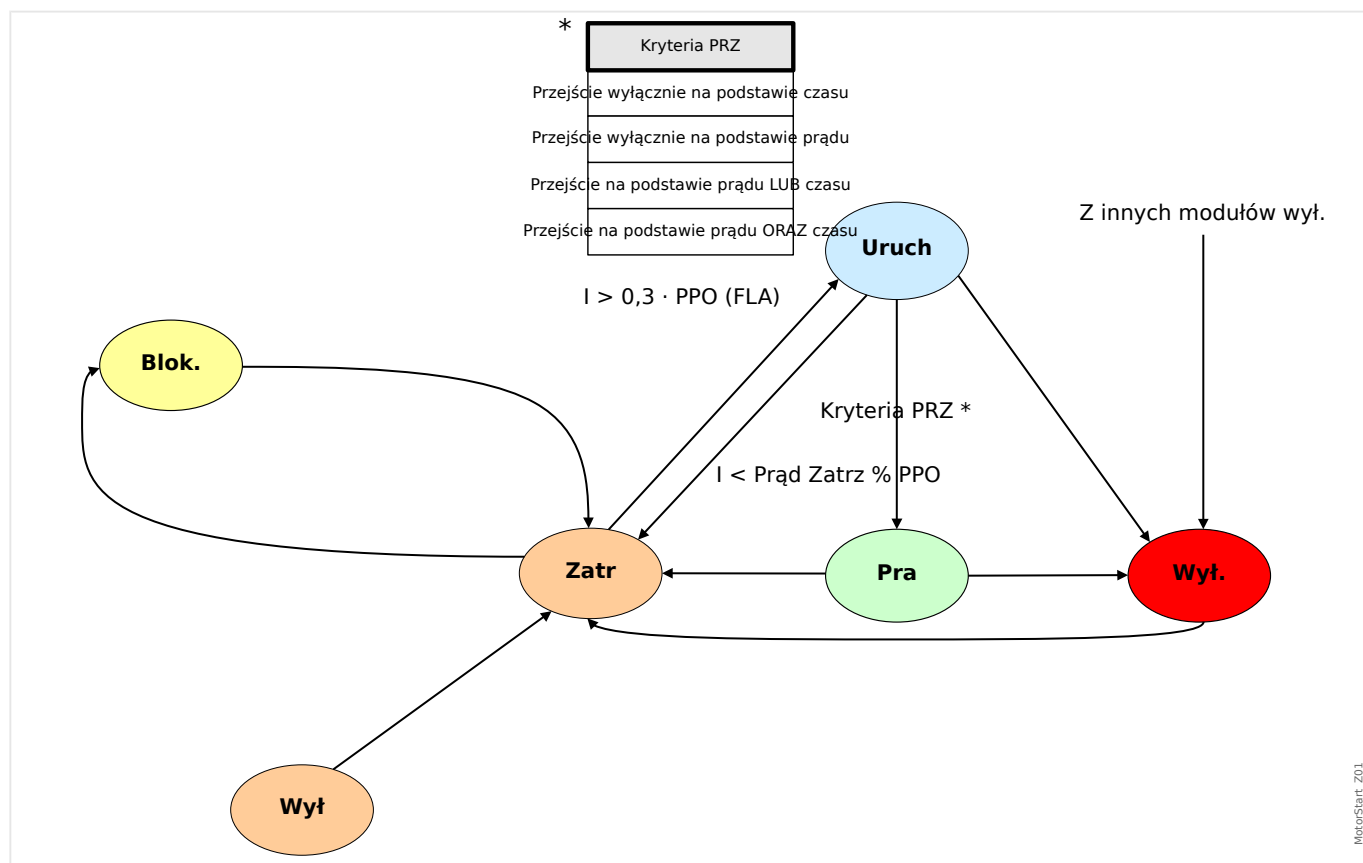 *
Kryteria PRZ
Przejście wyłącznie na podstawie czasu
Przejście wyłącznie na podstawie prądu
Przejście na podstawie prądu LUB czasu
Przejście na podstawie prądu ORAZ czasu
Z innych modułów wył.
Uruch
I > 0,3 · PPO (FLA)
Blok.
Kryteria PRZ *
I < Prąd Zatrz % PPO
Zatr
Pra
Wył.
Wył
MotorStart_Z01